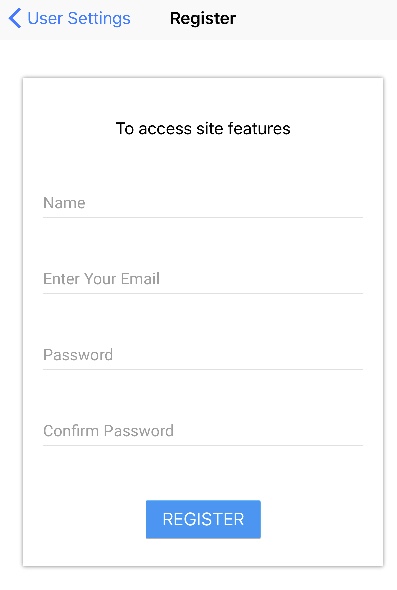 User Settings Register
To access site features
Name
Enter Your Email
Password
Confirm Password
REGISTER